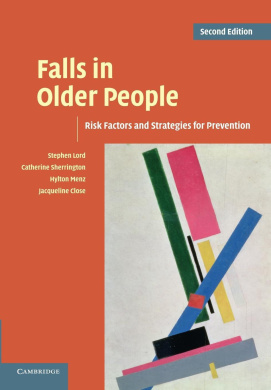 Second Edition
Falls in
Older People
Risk Factors and Strategies for Prevention
Stephen Lord
Catherine Sherrington
Hylton Menz
Jacqueline Close
CAMBRIDGE